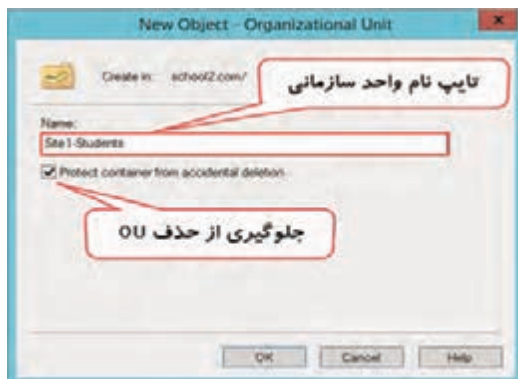 New Object - Organizational Unit
x
Create in: school2.com/
تایپ نام واحد سازمانی
Name:
Site1-Students
Protect container from accidental deletion
جلوگیری از حذف OU
OK
Cancel
Help